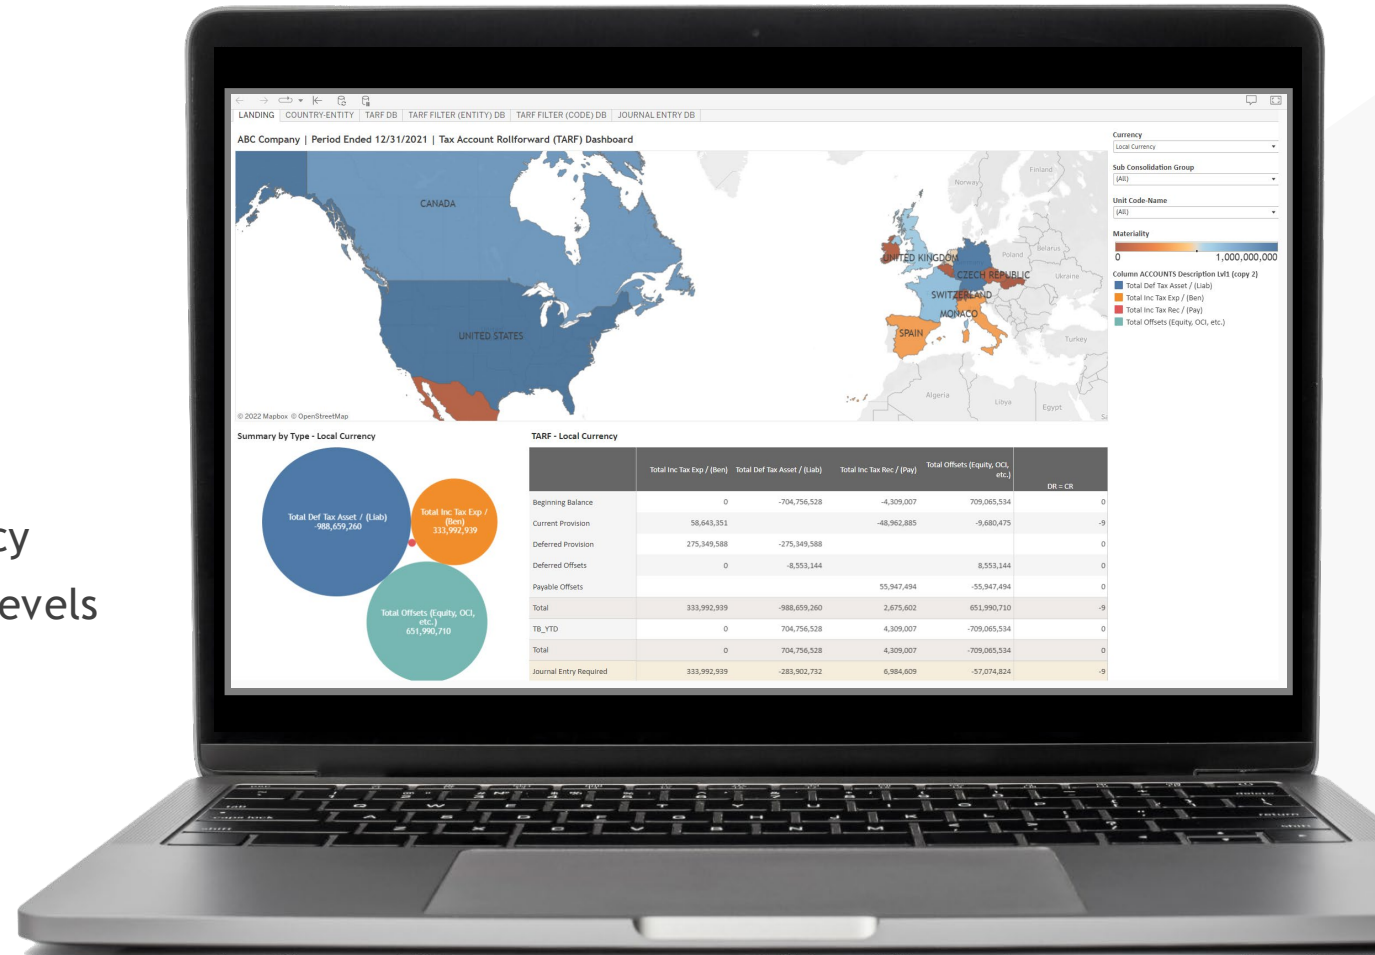 cy
evels
LANDING COUNTRY-ENTITY TARF DB TARF FILTER (ENTITY) DB TARF FILTER (CODE) DB JOURNAL ENTRY DB
ABC Company | Period Ended 12/31/2021 | Tax Account Rollforward (TARF) Dashboard
CANADA
UNITED STATES
Norway
Finland
UNITED KINGDOM
Poland
Belarus
CZECH REPUBLIC
Ukraine
SWITZERLAND
MONACO
SPAIN
Turkey
Algeria
Libya
Egypt
© 2022 Mapbox © OpenStreetMap
Currency
Local Currency
Sub Consolidation Group
(All)
Unit Code-Name
(All)
Materiality
0 1,000,000,000
Column ACCOUNTS Description Lvl1 (copy 2)
Total Def Tax Asset / (Liab)
Total Inc Tax Exp / (Ben)
Total Inc Tax Rec / (Pay)
Total Offsets (Equity, OCI, etc.)
Summary by Type - Local Currency
Total Def Tax Asset / (Liab)
-988,659,260
Total Inc Tax Exp /
(Ben)
333,992,939
Total Offsets (Equity, OCI,
etc.)
651,990,710
TARF - Local Currency
Total Inc Tax Exp / (Ben) Total Def Tax Asset / (Liab) Total Inc Tax Rec / (Pay) Total Offsets (Equity, OCI,
etc.)
DR = CR
Beginning Balance 0 -704,756,528 -4,309,007 709,065,534 0
Current Provision 58,643,351 -48,962,885 -9,680,475 -9
Deferred Provision 275,349,588 -275,349,588 0
Deferred Offsets 0 -8,553,144 8,553,144 0
Payable Offsets 55,947,494 -55,947,494 0
Total 333,992,939 -988,659,260 2,675,602 651,990,710 -9
TB_YTD 0 704,756,528 4,309,007 -709,065,534 0
Total 0 704,756,528 4,309,007 -709,065,534 0
Journal Entry Required 333,992,939 -283,902,732 6,984,609 -57,074,824 -9
tab
caps lock
shift
Q W E R T Y U I O P
A S D F G H J K L
Z X C V B N M
delete
return
shift